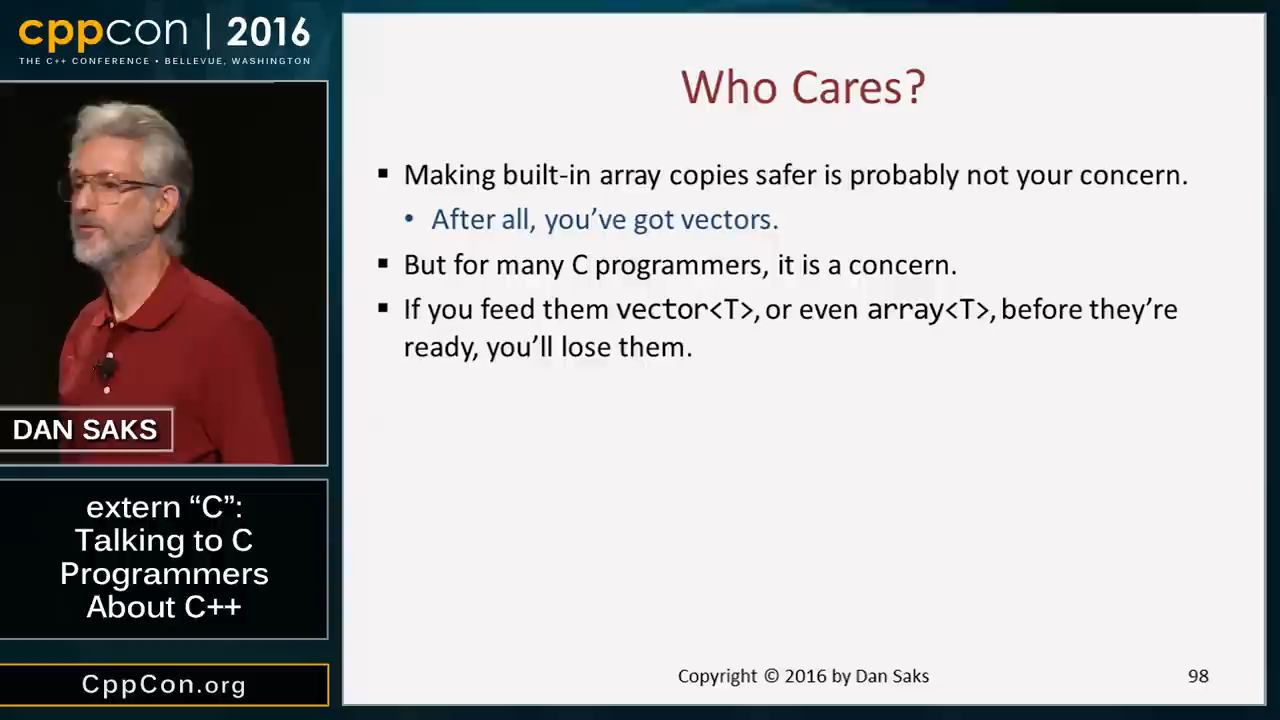 cppcon | 2016
THE C++ CONFERENCE • BELLEVUE, WASHINGTON
DAN SAKS
extern “C”:
Talking to C
Programmers
About C++
CppCon.org
Who Cares?
▪ Making built-in array copies safer is probably not your concern.
• After all, you’ve got vectors.
▪ But for many C programmers, it is a concern.
▪ If you feed them vector<T>, or even array<T>, before they’re
ready, you’ll lose them.
Copyright © 2016 by Dan Saks
98